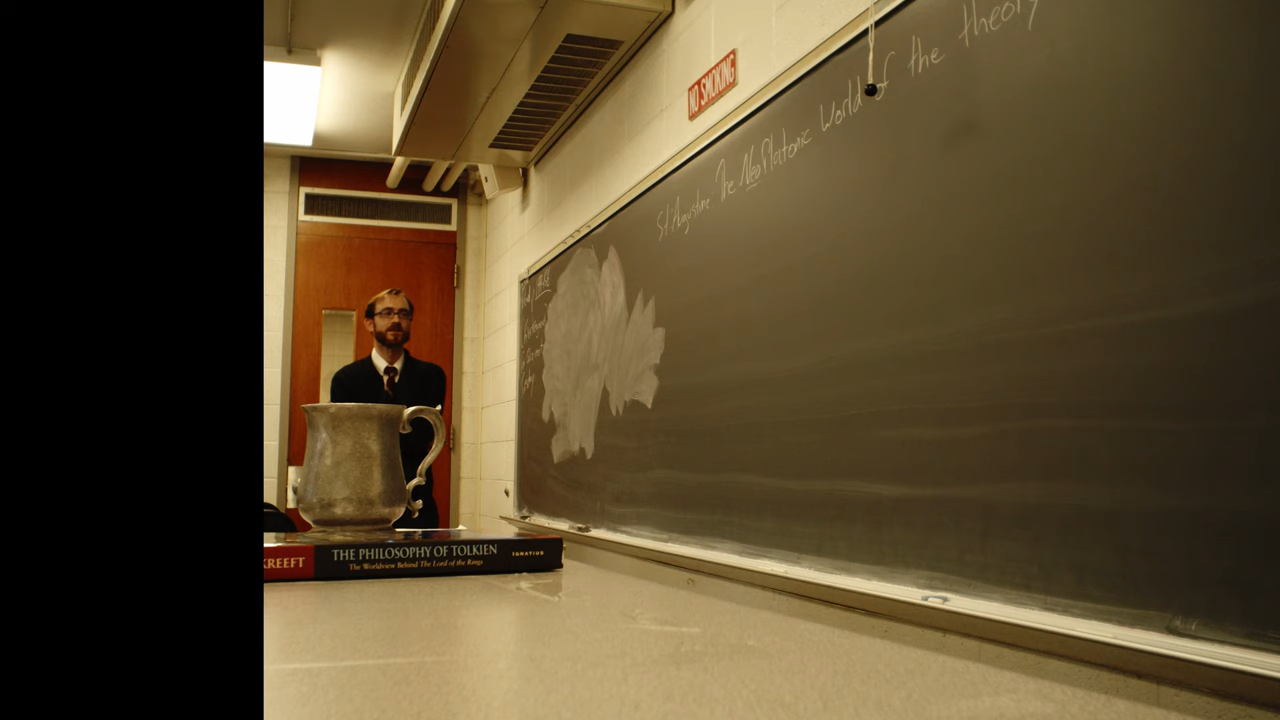 NO SMOKING
St. Augustine. The NeoPlatonic World of the theory
KREEFT THE PHILOSOPHY OF TOLKIEN IGNATIUS
The Worldview Behind The Lord of the Rings